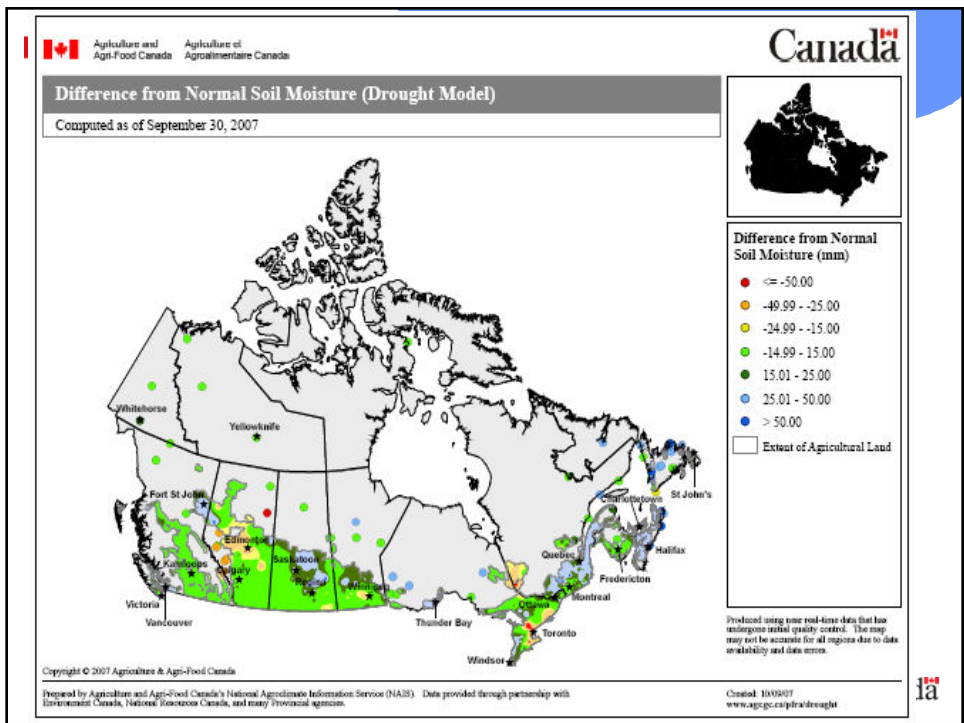 Agriculture and Agriculture et
Agri-Food Canada Agroalimentaire Canada
Canada
Difference from Normal Soil Moisture (Drought Model)
Computed as of September 30, 2007
Difference from Normal
Soil Moisture (mm)
<= -50.00
-49.99 - -25.00
-24.99 - -15.00
-14.99 - 15.00
15.01 - 25.00
25.01 - 50.00
> 50.00
Extent of Agricultural Land
Whitehorse
Yellowknife
Fort St John
Edmonton
Saskatoon
Kamloops
Calgary
Regina
Winnipeg
Victoria
Vancouver
Thunder Bay
Charlottetown
St John's
Quebec
Halifax
Fredericton
Ottawa
Montreal
Toronto
Windsor
Produced using near real-time data that has
undergone initial quality control. The map
may not be accurate for all regions due to data
availability and data errors.
Copyright © 2007 Agriculture & Agri-Food Canada
Prepared by Agriculture and Agri-Food Canada's National Agroclimate Information Service (NAIS). Data provided through partnership with
Environment Canada, National Resources Canada, and many Provincial agencies.
Created: 10/09/07
www.agr.gc.ca/pfra/drought